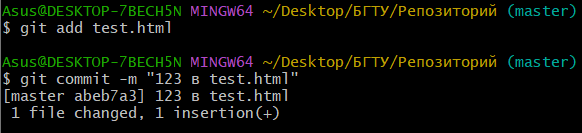 Asus@DESKTOP-7BECH5N MINGW64 ~/Desktop/БГТУ/Репозиторий (master)
$ git add test.html
Asus@DESKTOP-7BECH5N MINGW64 ~/Desktop/БГТУ/Репозиторий (master)
$ git commit -m "123 в test.html"
[master abeb7a3] 123 в test.html
1 file changed, 1 insertion(+)